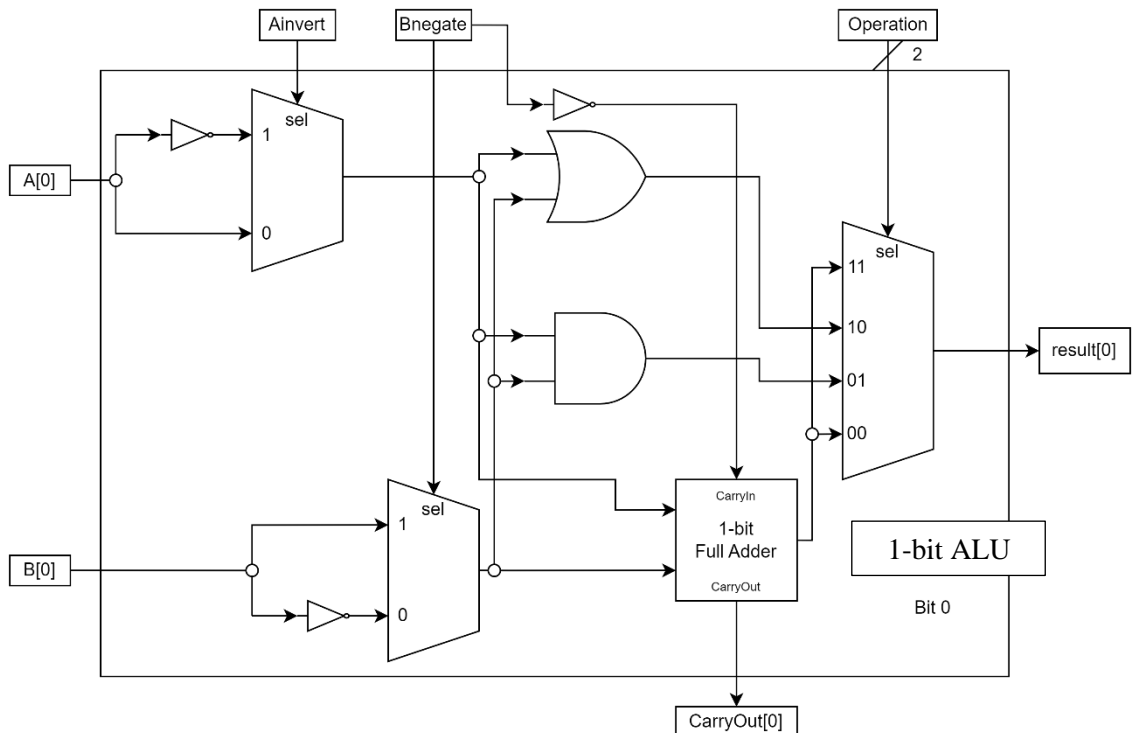 Ainvert
Bnegate
Operation
2
sel
1
A[0]
0
sel
11
10
result[0]
01
00
sel
CarryIn
1
1-bit
Full Adder
1-bit ALU
B[0]
CarryOut
0
Bit 0
CarryOut[0]